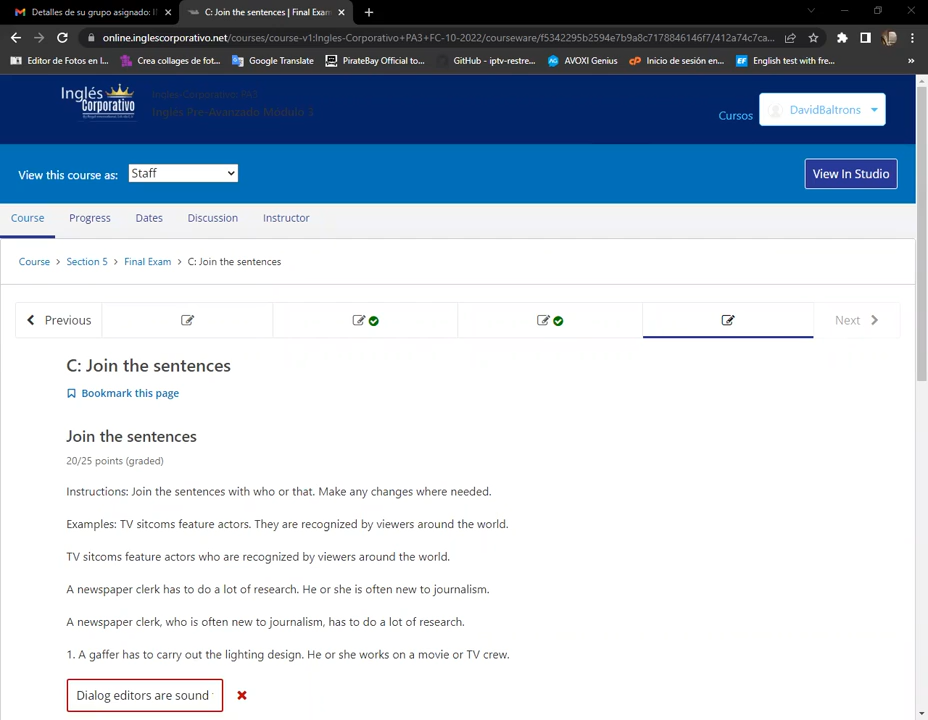 Detalles de su grupo asignado: I
C: Join the sentences | Final Exam
online.inglescorporativo.net/courses/course-v1:Ingles-Corporativo+PA3+FC-10-2022/courseware/f5342295b2594e7b9a8c7178846146f7/412a74c7ca...
Editor de Fotos en l...
Crea collages de fot...
Google Translate
PirateBay Official to...
GitHub - iptv-restre...
AVOXI Genius
Inicio de sesión en...
English test with fre...
Inglés Corporativo
Ingles-Corporativo: PA3
Inglés Pre-Avanzado Módulo 3
Cursos
DavidBaltrons
View this course as:
Staff
View In Studio
Course
Progress
Dates
Discussion
Instructor
Course > Section 5 > Final Exam > C: Join the sentences
Previous
Next
C: Join the sentences
Bookmark this page
Join the sentences
20/25 points (graded)
Instructions: Join the sentences with who or that. Make any changes where needed.
Examples: TV sitcoms feature actors. They are recognized by viewers around the world.
TV sitcoms feature actors who are recognized by viewers around the world.
A newspaper clerk has to do a lot of research. He or she is often new to journalism.
A newspaper clerk, who is often new to journalism, has to do a lot of research.
1. A gaffer has to carry out the lighting design. He or she works on a movie or TV crew.
Dialog editors are sound